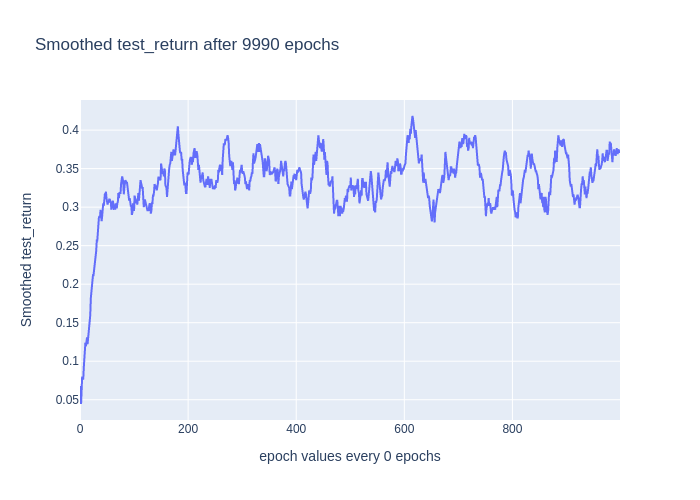 Smoothed test_return after 9990 epochs
0.4
0.35
0.3
0.25
0.2
0.15
0.1
0.05
Smoothed test_return
0 200 400 600 800
epoch values every 0 epochs